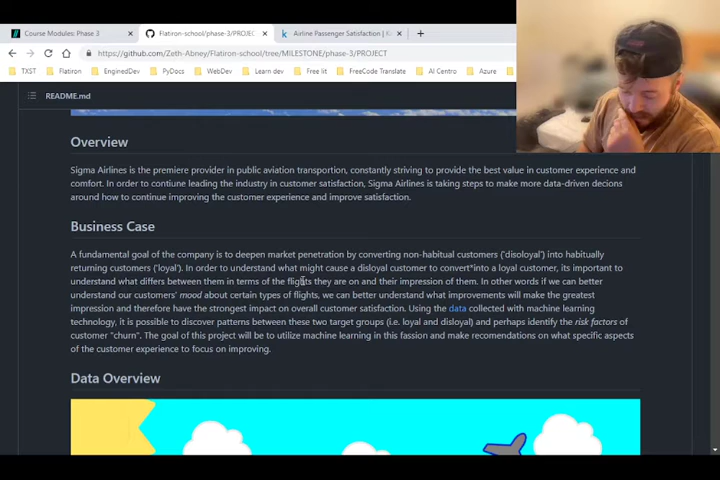 Course Modules: Phase 3
Flatiron-school/phase-3/PROJEC
Airline Passenger Satisfaction | K
https://github.com/Zeth-Abney/Flatiron-school/tree/MILESTONE/phase-3/PROJECT
TXST
Flatiron
EnginedDev
PyDocs
WebDev
Learn dev
Free lit
FreeCode Translate
AI Centro
Azure
README.md
Overview
Sigma Airlines is the premiere provider in public aviation transportion, constantly striving to provide the best value in customer experience and
comfort. In order to contiune leading the industry in customer satisfaction, Sigma Airlines is taking steps to make more data-driven decions
around how to continue improving the customer experience and improve satisfaction.
Business Case
A fundamental goal of the company is to deepen market penetration by converting non-habitual customers ('disoloyal') into habitually
returning customers ('loyal'). In order to understand what might cause a disloyal customer to convert into a loyal customer, its important to
understand what differs between them in terms of the flights they are on and their impression of them. In other words if we can better
understand our customers' mood about certain types of flights, we can better understand what improvements will make the greatest
impression and therefore have the strongest impact on overall customer satisfaction. Using the data collected with machine learning
technology, it is possible to discover patterns between these two target groups (i.e. loyal and disloyal) and perhaps identify the risk factors of
customer "churn". The goal of this project will be to utilize machine learning in this fassion and make recomendations on what specific aspects
of the customer experience to focus on improving.
Data Overview